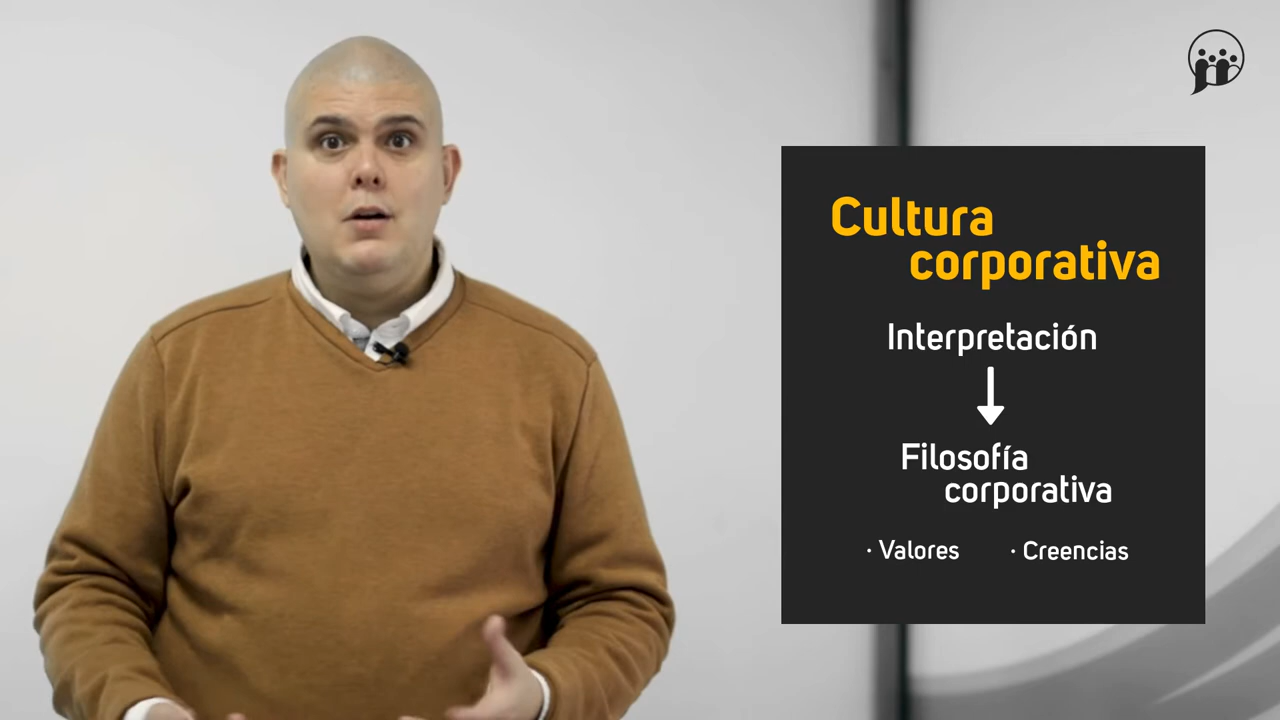 Cultura
corporativa
Interpretación
Filosofía
corporativa
· Valores · Creencias